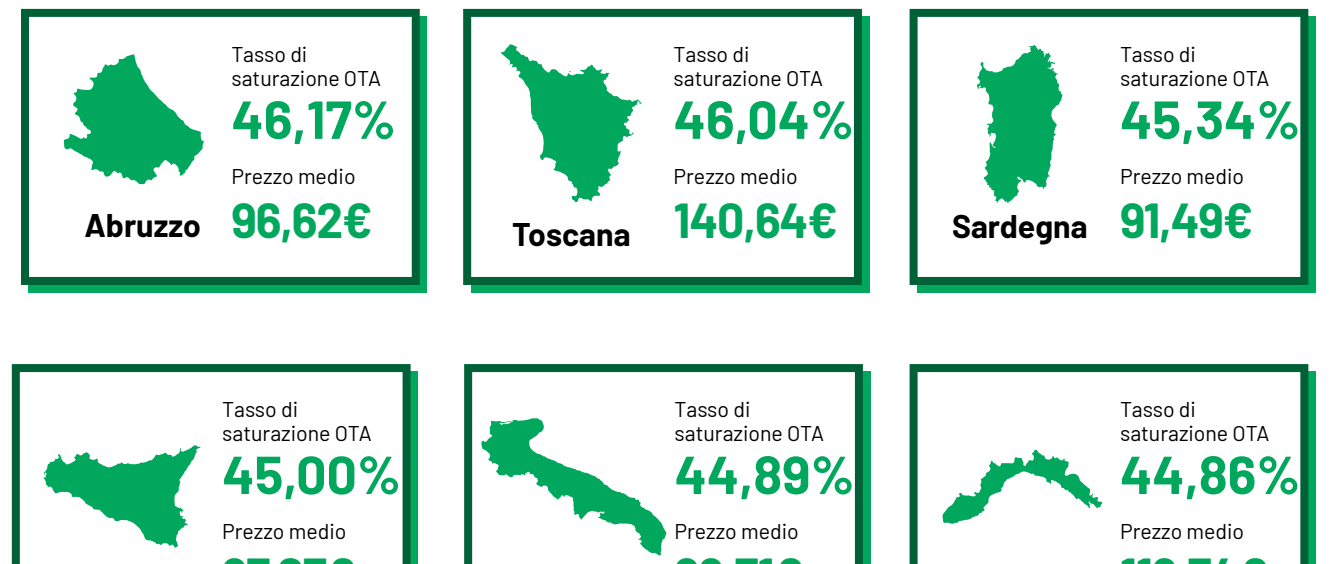 Tasso di
saturazione OTA
46,17%
Prezzo medio
96,62€
Abruzzo
Tasso di
saturazione OTA
46,04%
Prezzo medio
140,64€
Toscana
Tasso di
saturazione OTA
45,34%
Prezzo medio
91,49€
Sardegna
Tasso di
saturazione OTA
45,00%
Prezzo medio
Tasso di
saturazione OTA
44,89%
Prezzo medio
Tasso di
saturazione OTA
44,86%
Prezzo medio